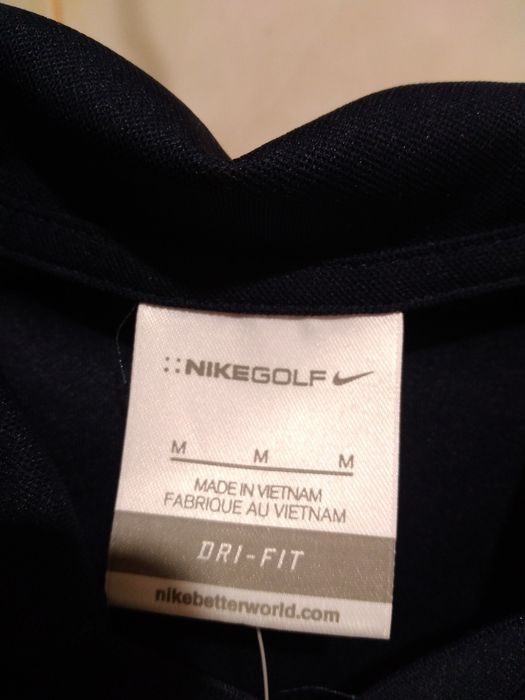 ::NIKEGOLF
M M M
MADE IN VIETNAM
FABRIQUE AU VIETNAM
DRI-FIT
nikebetterworld.com